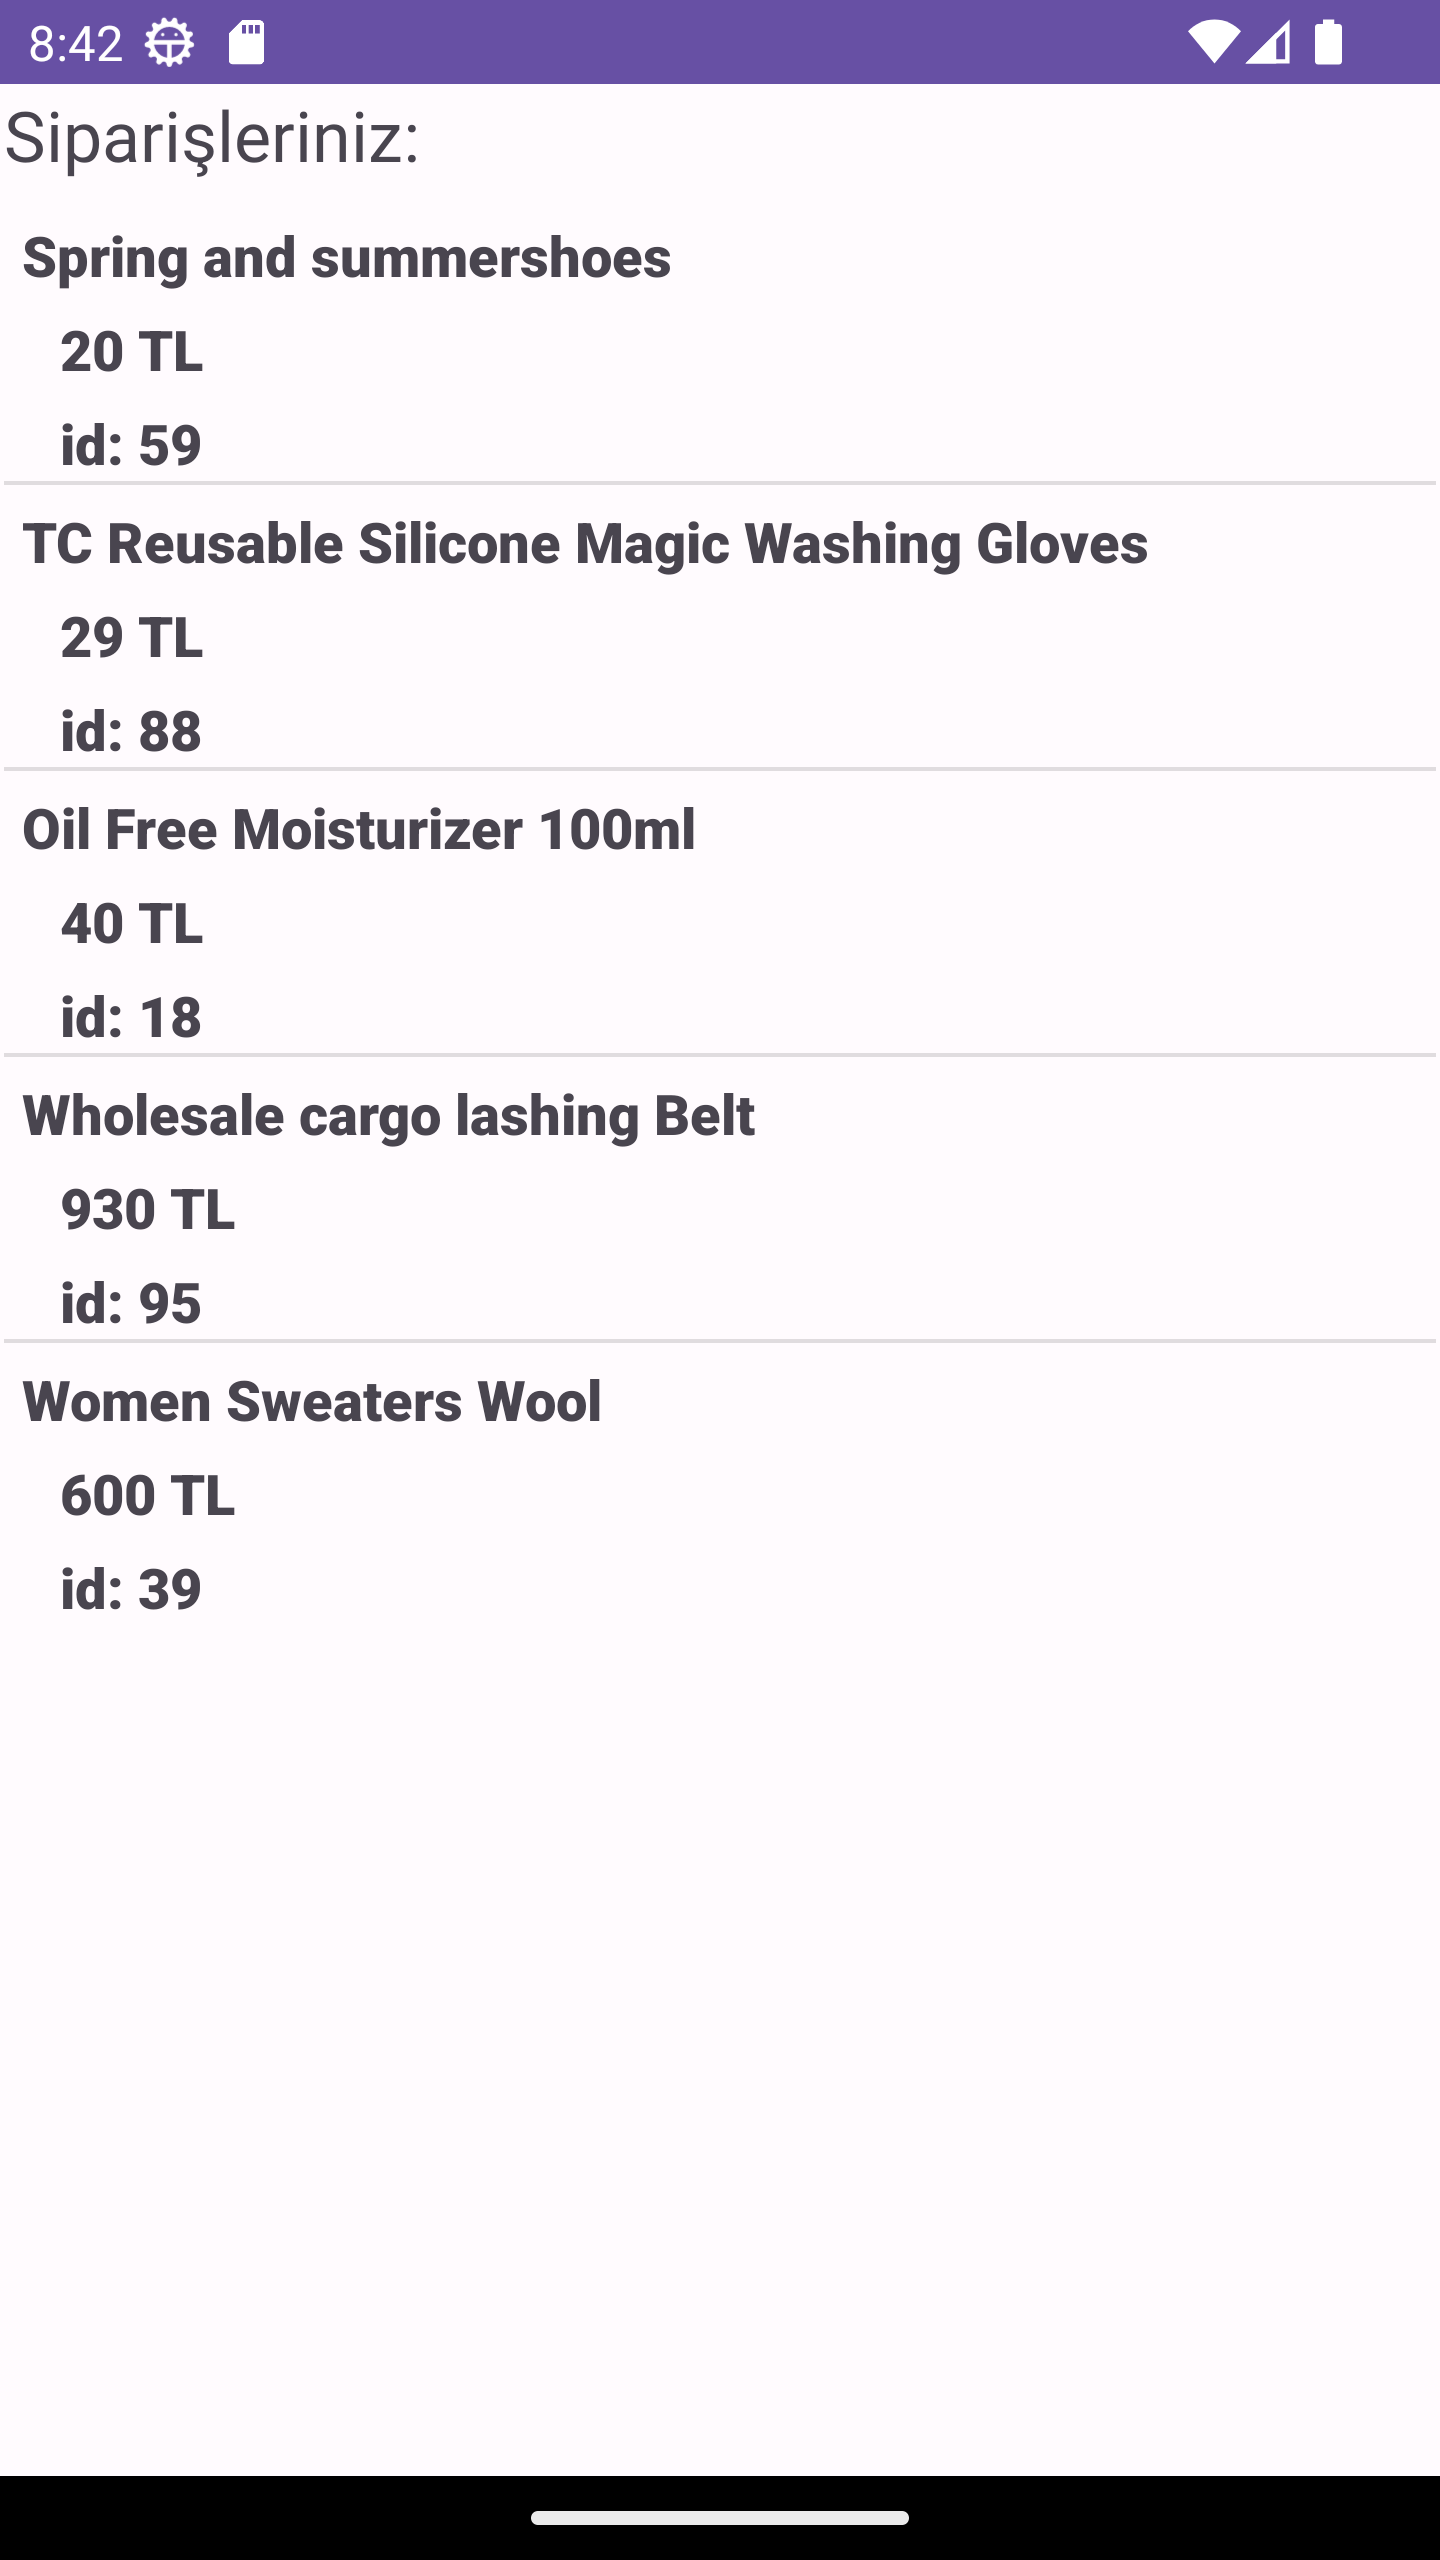 8:42
Siparişleriniz:
Spring and summershoes
20 TL
id: 59
TC Reusable Silicone Magic Washing Gloves
29 TL
id: 88
Oil Free Moisturizer 100ml
40 TL
id: 18
Wholesale cargo lashing Belt
930 TL
id: 95
Women Sweaters Wool
600 TL
id: 39